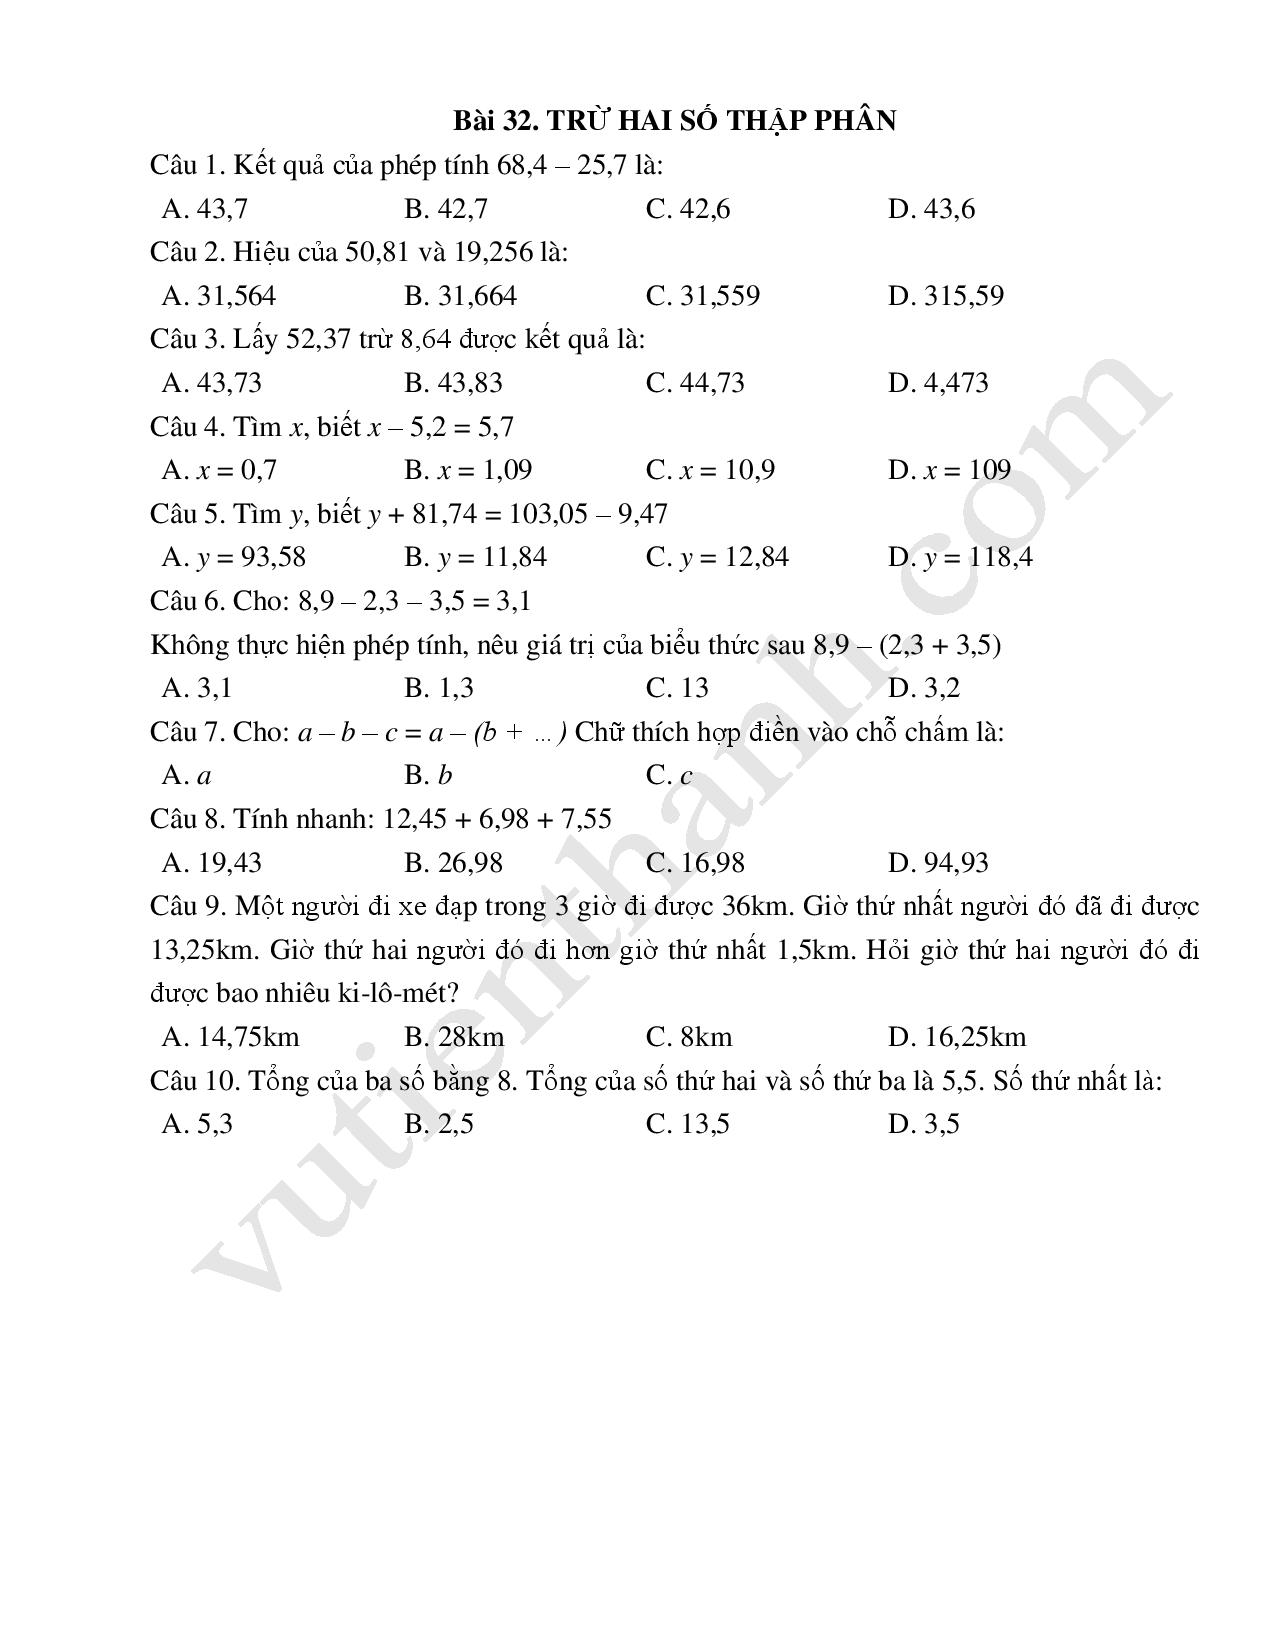 Bài 32. TRỪ HAI SỐ THẬP PHÂN
Câu 1. Kết quả của phép tính 68,4 – 25,7 là:
A. 43,7 B. 42,7 C. 42,6 D. 43,6
Câu 2. Hiệu của 50,81 và 19,256 là:
A. 31,564 B. 31,664 C. 31,559 D. 315,59
Câu 3. Lấy 52,37 trừ 8,64 được kết quả là:
A. 43,73 B. 43,83 C. 44,73 D. 4,473
Câu 4. Tìm x, biết x – 5,2 = 5,7
A. x = 0,7 B. x = 1,09 C. x = 10,9 D. x = 109
Câu 5. Tìm y, biết y + 81,74 = 103,05 – 9,47
A. y = 93,58 B. y = 11,84 C. y = 12,84 D. y = 118,4
Câu 6. Cho: 8,9 – 2,3 – 3,5 = 3,1
Không thực hiện phép tính, nêu giá trị của biểu thức sau 8,9 – (2,3 + 3,5)
A. 3,1 B. 1,3 C. 13 D. 3,2
Câu 7. Cho: a – b – c = a – (b + ... ) Chữ thích hợp điền vào chỗ chấm là:
A. a B. b C. c
Câu 8. Tính nhanh: 12,45 + 6,98 + 7,55
A. 19,43 B. 26,98 C. 16,98 D. 94,93
Câu 9. Một người đi xe đạp trong 3 giờ đi được 36km. Giờ thứ nhất người đó đã đi được
13,25km. Giờ thứ hai người đó đi hơn giờ thứ nhất 1,5km. Hỏi giờ thứ hai người đó đi
được bao nhiêu ki-lô-mét?
A. 14,75km B. 28km C. 8km D. 16,25km
Câu 10. Tổng của ba số bằng 8. Tổng của số thứ hai và số thứ ba là 5,5. Số thứ nhất là:
A. 5,3 B. 2,5 C. 13,5 D. 3,5
vutienthanh.com